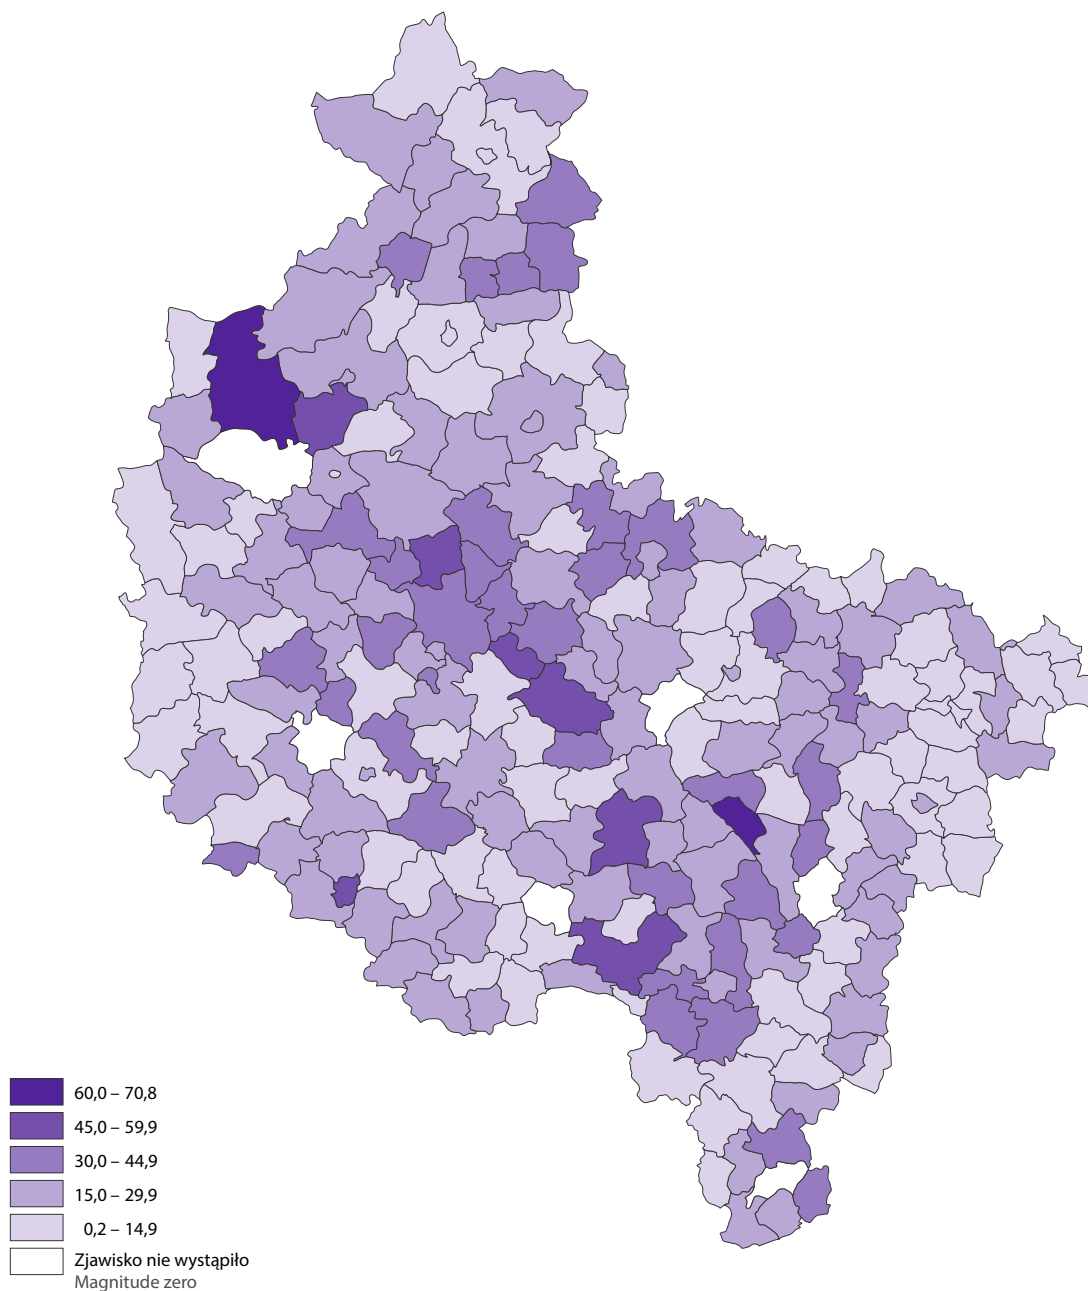 60,0 – 70,8
45,0 – 59,9
30,0 – 44,9
15,0 – 29,9
0,2 – 14,9
Zjawisko nie wystąpiło
Magnitude zero